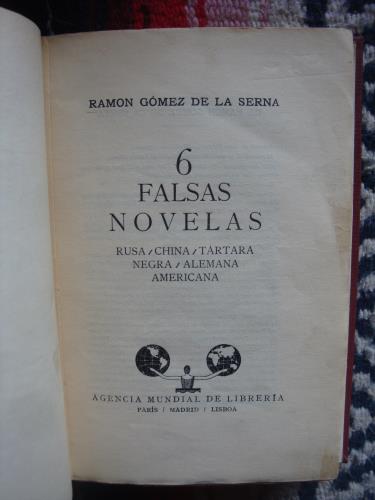 RAMON GÓMEZ DE LA SERNA
6
FALSAS
NOVELAS
RUSA / CHINA / TÁRTARA
NEGRA / ALEMANA
AMERICANA
AGENCIA MUNDIAL DE LIBRERÍA
PARÍS / MADRID / LISBOA